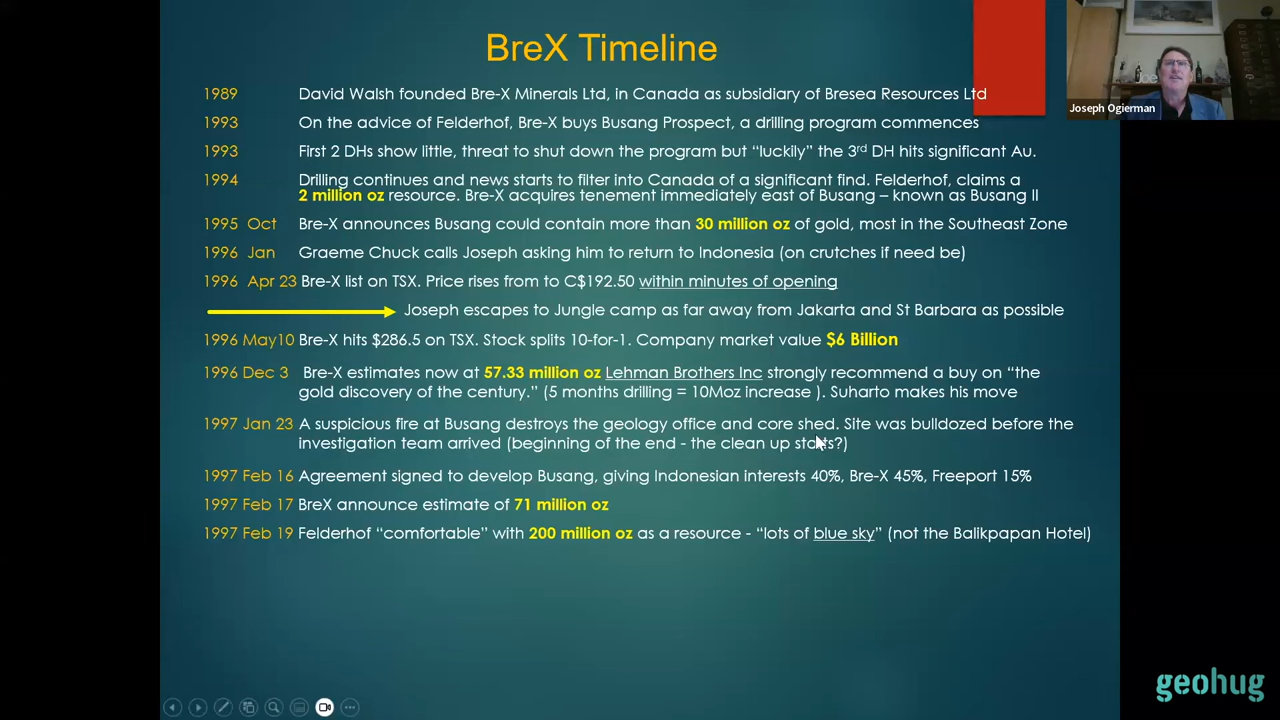 BreX Timeline
1989 David Walsh founded Bre-X Minerals Ltd, in Canada as subsidiary of Bresea Resources Ltd
1993 On the advice of Felderhof, Bre-X buys Busang Prospect, a drilling program commences
1993 First 2 DHs show little, threat to shut down the program but “luckily” the 3rd DH hits significant Au.
1994 Drilling continues and news starts to filter into Canada of a significant find. Felderhof, claims a
2 million oz resource. Bre-X acquires tenement immediately east of Busang – known as Busang II
1995 Oct Bre-X announces Busang could contain more than 30 million oz of gold, most in the Southeast Zone
1996 Jan Graeme Chuck calls Joseph asking him to return to Indonesia (on crutches if need be)
1996 Apr 23 Bre-X list on TSX. Price rises from to C$192.50 within minutes of opening
Joseph escapes to Jungle camp as far away from Jakarta and St Barbara as possible
1996 May10 Bre-X hits $286.5 on TSX. Stock splits 10-for-1. Company market value $6 Billion
1996 Dec 3 Bre-X estimates now at 57.33 million oz Lehman Brothers Inc strongly recommend a buy on “the
gold discovery of the century.” (5 months drilling = 10Moz increase ). Suharto makes his move
1997 Jan 23 A suspicious fire at Busang destroys the geology office and core shed. Site was bulldozed before the
investigation team arrived (beginning of the end - the clean up starts?)
1997 Feb 16 Agreement signed to develop Busang, giving Indonesian interests 40%, Bre-X 45%, Freeport 15%
1997 Feb 17 BreX announce estimate of 71 million oz
1997 Feb 19 Felderhof “comfortable” with 200 million oz as a resource - “lots of blue sky” (not the Balikpapan Hotel)
Joseph Ogierman
geohug